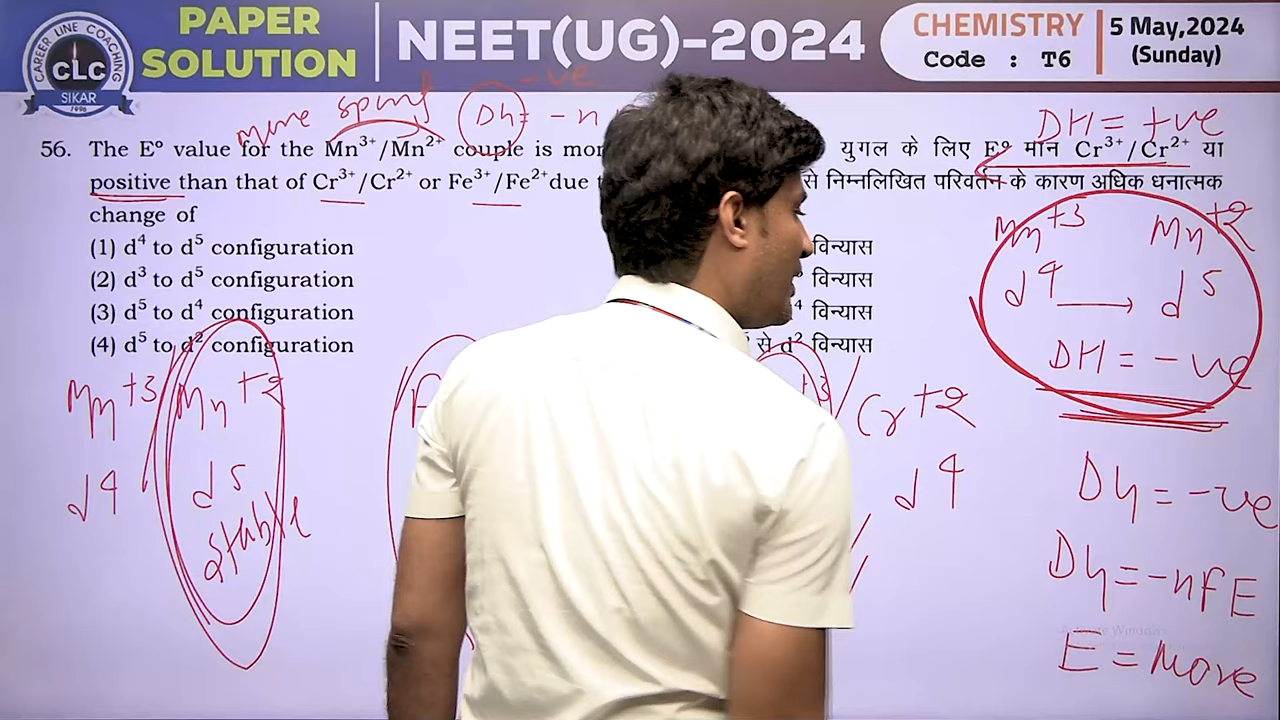 CAREER LINE COACHING
CLC
SIKAR
1996
PAPER
SOLUTION
NEET(UG)-2024
CHEMISTRY
Code : T6
5 May,2024
(Sunday)
more
DH = +ve
56. The E° value for the Mn³⁺/Mn²⁺ couple is
positive than that of Cr³⁺/Cr²⁺ or Fe³⁺/Fe²⁺due
change of
(1) d⁴ to d⁵ configuration
(2) d³ to d⁵ configuration
(3) d⁵ to d⁴ configuration
(4) d⁵ to d² configuration
युगल के लिए E° मान Cr³⁺/Cr²⁺ या
से निम्नलिखित परिवर्तन के कारण अधिक धनात्मक
विन्यास
विन्यास
⁴ विन्यास
से d² विन्यास
Mn+3 Mn+2
d4 → d5
DH = -ve
Mn+3 Mn+2
d4 d5
stable
Cr+2
d4
Dh = -ve
Dh = -nfE
E = more
Activate Windows